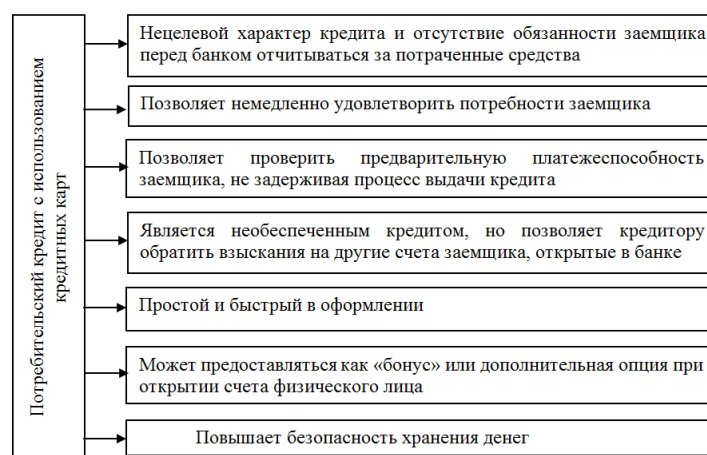 Потребительский кредит с использованием
кредитных карт
Нецелевой характер кредита и отсутствие обязанности заемщика
перед банком отчитываться за потраченные средства
Позволяет немедленно удовлетворить потребности заемщика
Позволяет проверить предварительную платежеспособность
заемщика, не задерживая процесс выдачи кредита
Является необеспеченным кредитом, но позволяет кредитору
обратить взыскания на другие счета заемщика, открытые в банке
Простой и быстрый в оформлении
Может предоставляться как «бонус» или дополнительная опция при
открытии счета физического лица
Повышает безопасность хранения денег